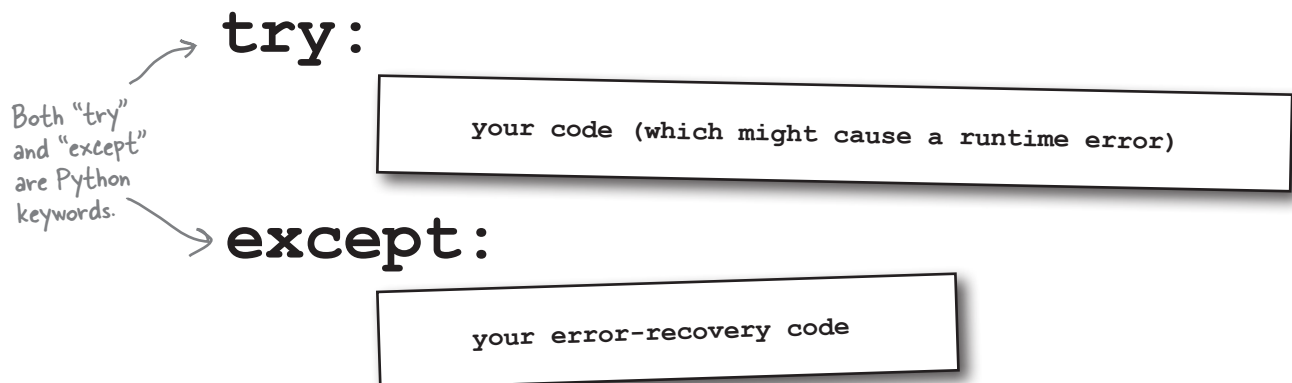 try:
Both “try”
and “except”
are Python
keywords.
your code (which might cause a runtime error)
except:
your error-recovery code